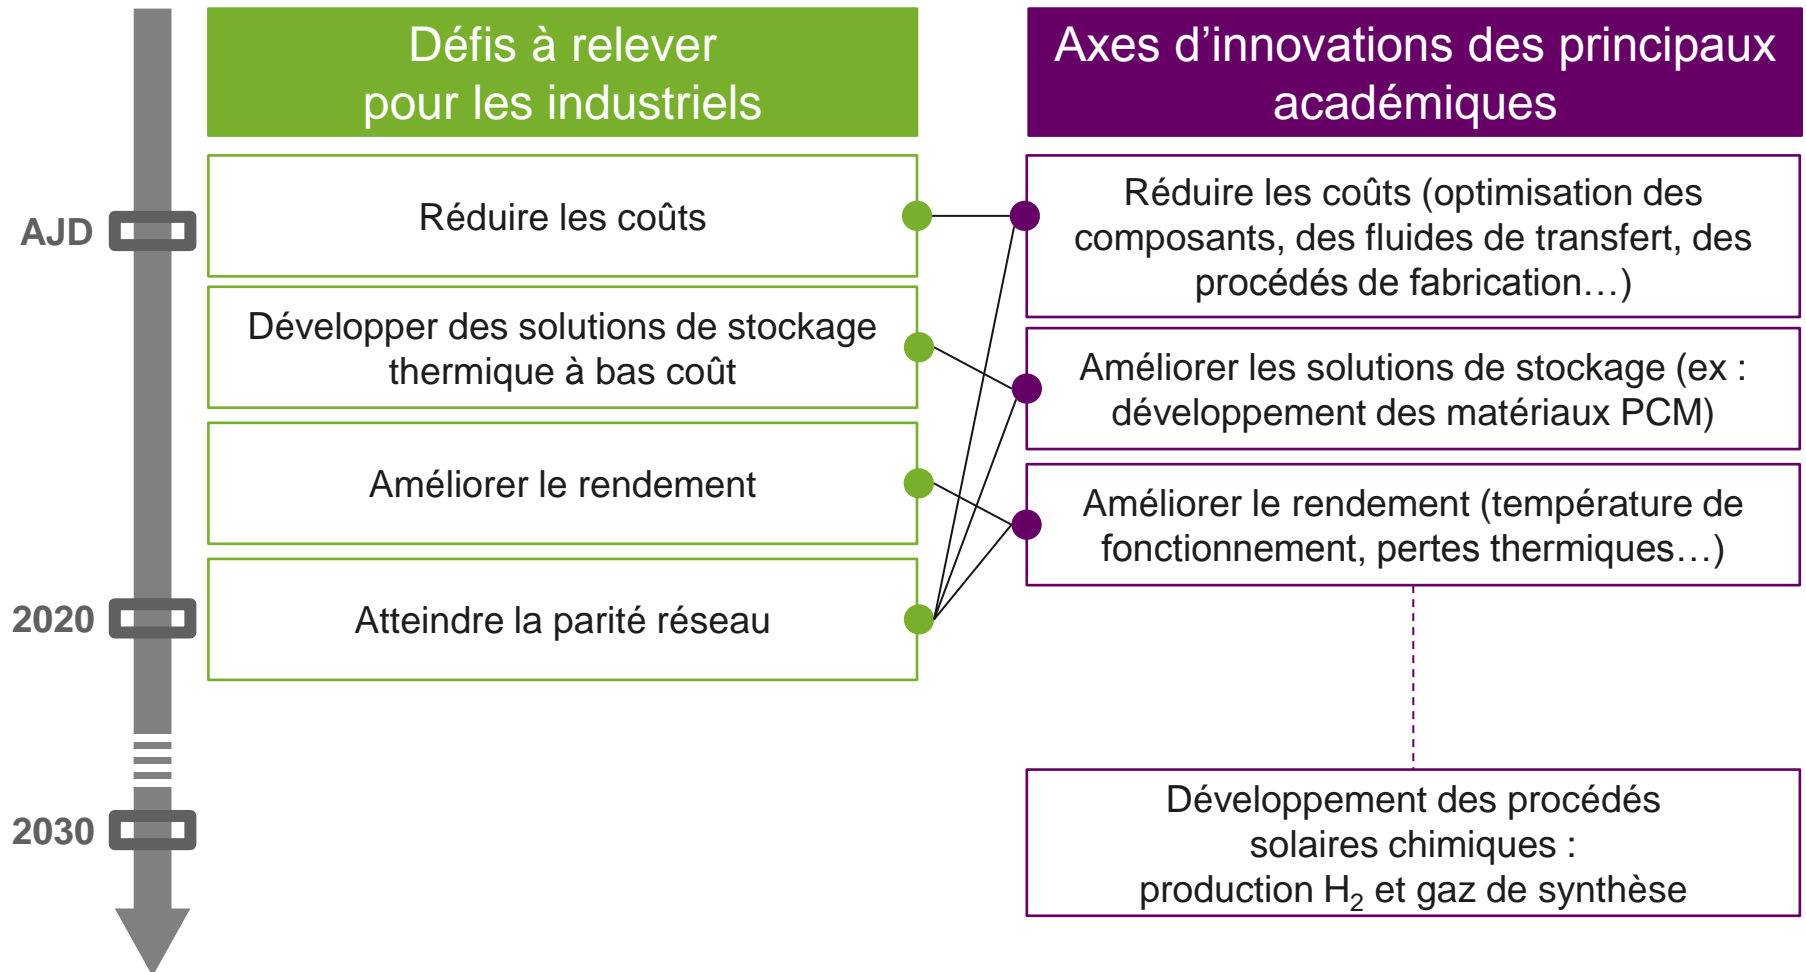 Défis à relever
pour les industriels
Axes d’innovations des principaux
académiques
AJD
Réduire les coûts
Réduire les coûts (optimisation des
composants, des fluides de transfert, des
procédés de fabrication…)
Développer des solutions de stockage
thermique à bas coût
Améliorer les solutions de stockage (ex :
développement des matériaux PCM)
Améliorer le rendement
Améliorer le rendement (température de
fonctionnement, pertes thermiques…)
2020
Atteindre la parité réseau
2030
Développement des procédés
solaires chimiques :
production H₂ et gaz de synthèse